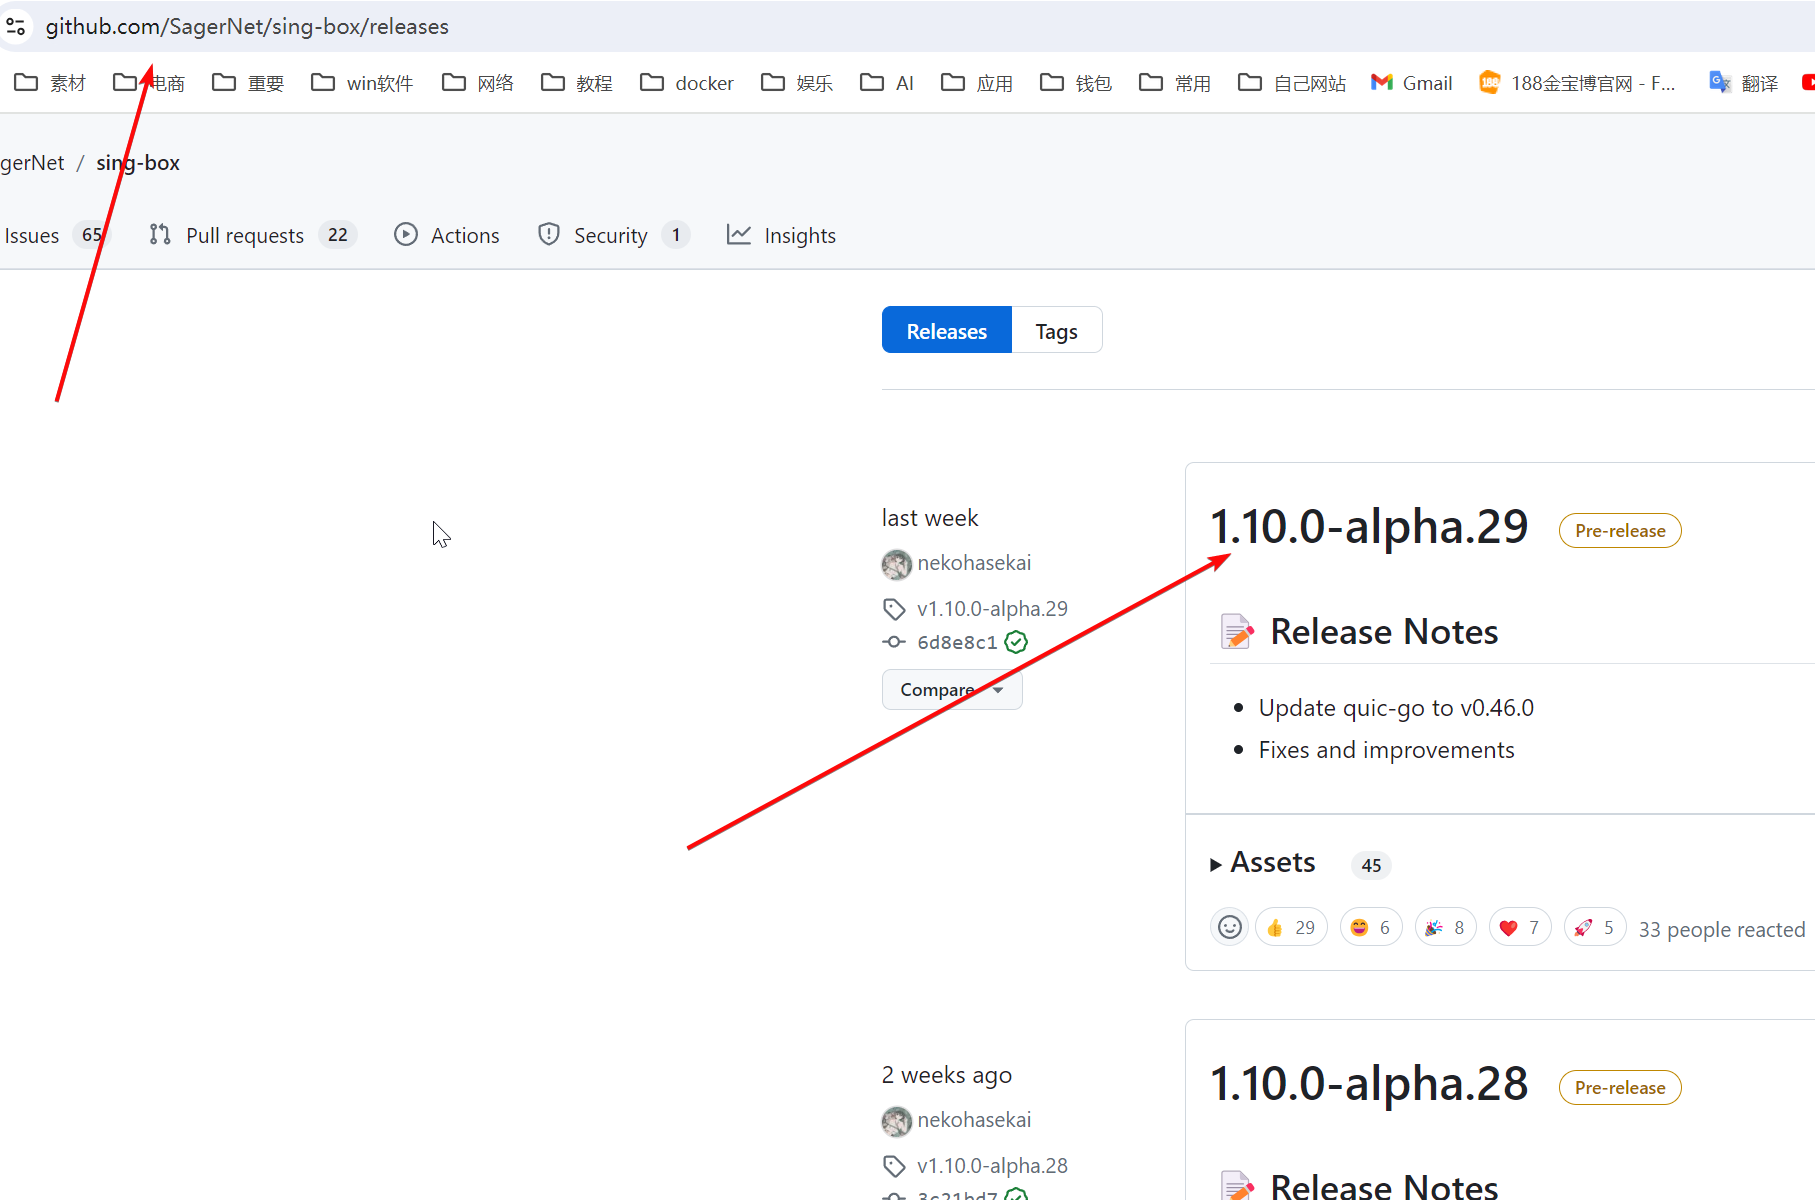 github.com/SagerNet/sing-box/releases
素材 电商 重要 win软件 网络 教程 docker 娱乐 AI 应用 钱包 常用 自己网站 Gmail 188金宝博官网 - F... 翻译
gerNet / sing-box
Issues 65 Pull requests 22 Actions Security 1 Insights
Releases Tags
last week
nekohasekai
v1.10.0-alpha.29
6d8e8c1
Compare
1.10.0-alpha.29 Pre-release
Release Notes
Update quic-go to v0.46.0
Fixes and improvements
Assets 45
29 6 8 7 5 33 people reacted
2 weeks ago
nekohasekai
v1.10.0-alpha.28
1.10.0-alpha.28 Pre-release
Release Notes